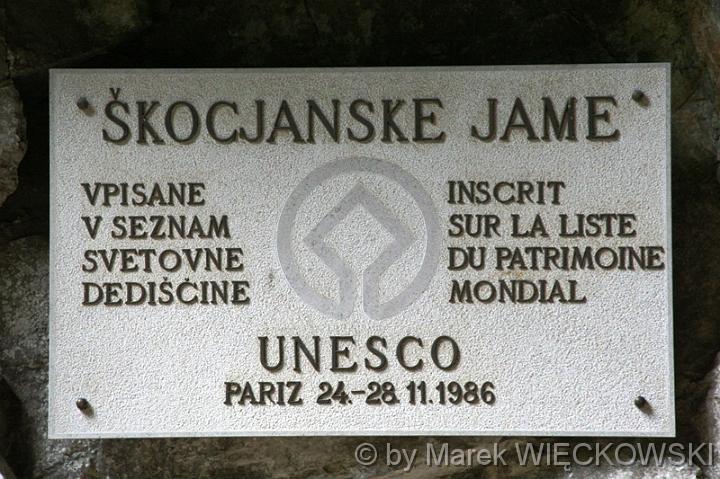 ŠKOCJANSKE JAME
VPISANE
V SEZNAM
SVETOVNE
DEDIŠČINE
INSCRIT
SUR LA LISTE
DU PATRIMOINE
MONDIAL
UNESCO
PARIZ 24.-28.11.1986
© by Marek WIĘCKOWSKI